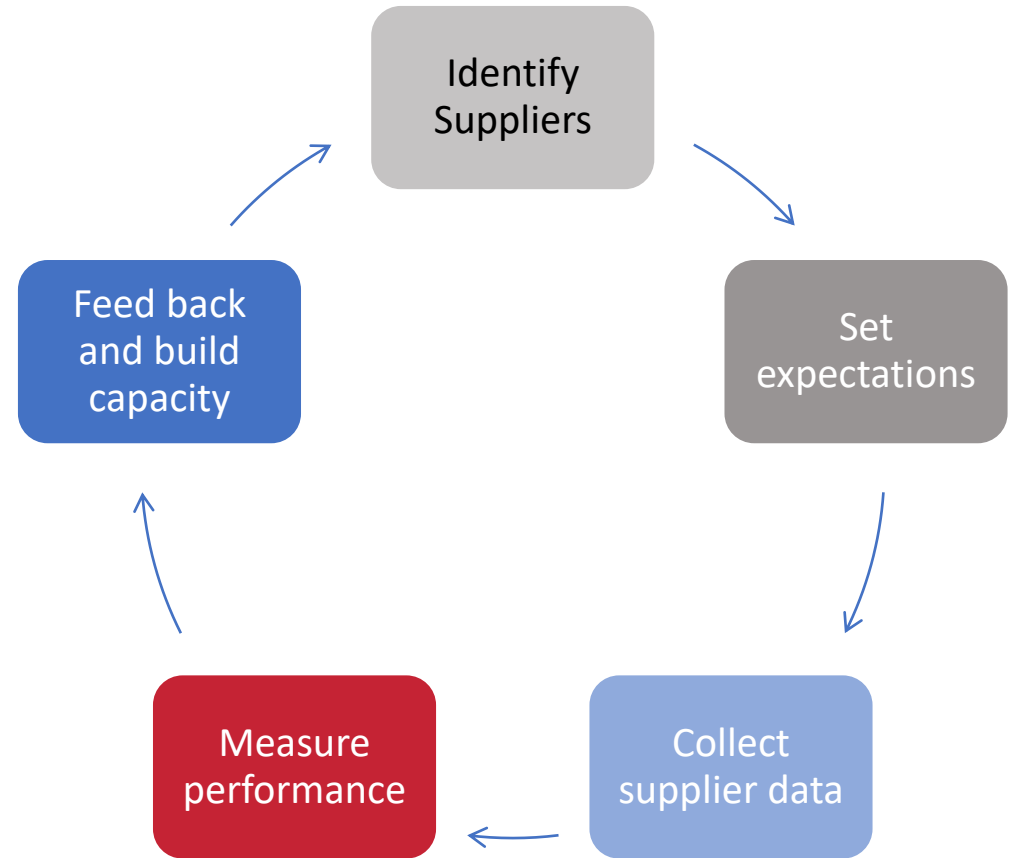 Identify
Suppliers
Set
expectations
Collect
supplier data
Measure
performance
Feed back
and build
capacity